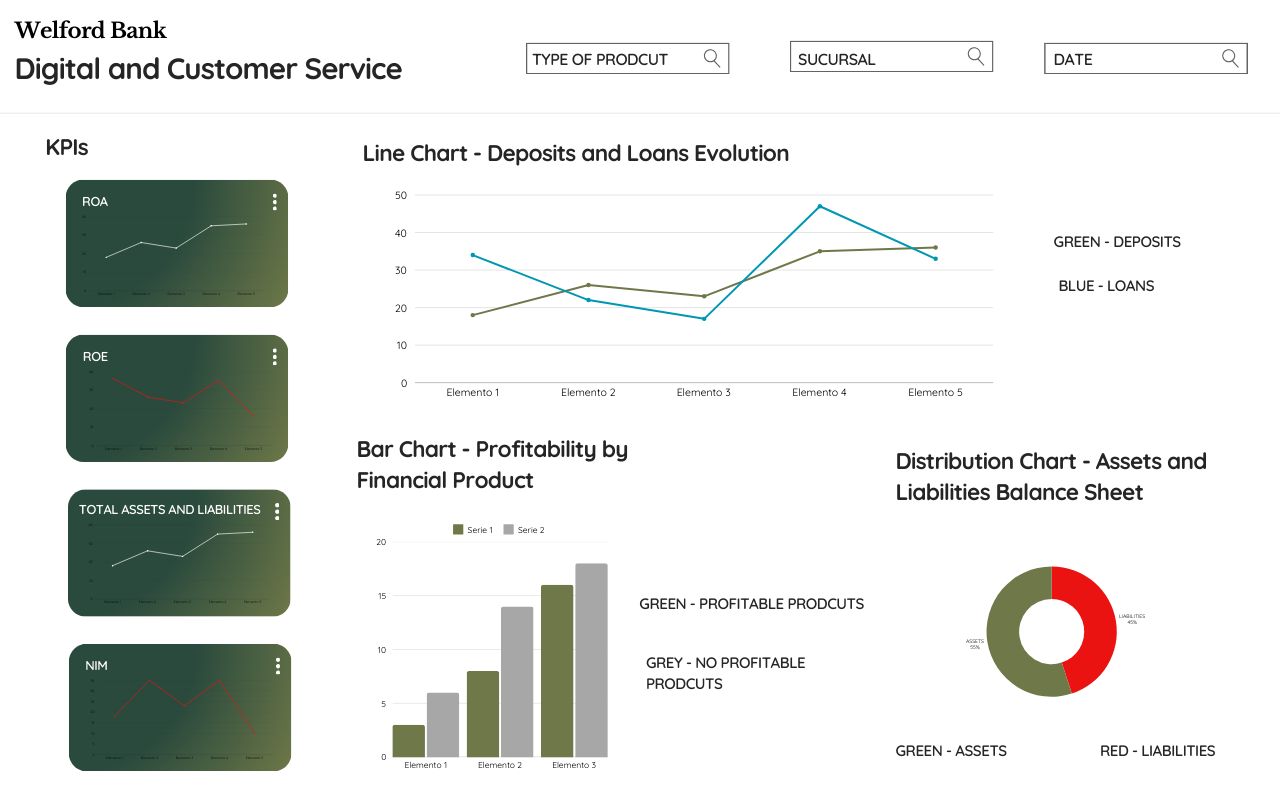 Welford Bank
Digital and Customer Service
TYPE OF PRODCUT
SUCURSAL
DATE
KPIs
ROA
ROE
TOTAL ASSETS AND LIABILITIES
NIM
Line Chart - Deposits and Loans Evolution
50
40
30
20
10
0
Elemento 1 Elemento 2 Elemento 3 Elemento 4 Elemento 5
GREEN - DEPOSITS
BLUE - LOANS
Bar Chart - Profitability by
Financial Product
Serie 1 Serie 2
20
15
10
5
0
Elemento 1 Elemento 2 Elemento 3
GREEN - PROFITABLE PRODCUTS
GREY - NO PROFITABLE
PRODCUTS
Distribution Chart - Assets and
Liabilities Balance Sheet
LIABILITIES
45%
ASSETS
55%
GREEN - ASSETS
RED - LIABILITIES